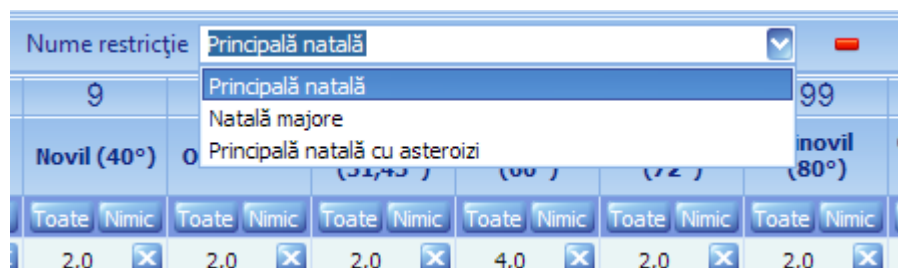 Nume restricție Principală natală
Principală natală
Natală majore
Principală natală cu asteroizi
9 99
Novil (40°) (80°)
Toate Nimic Toate Nimic Toate Nimic Toate Nimic Toate Nimic Toate Nimic
2,0 2,0 2,0 4,0 2,0 2,0